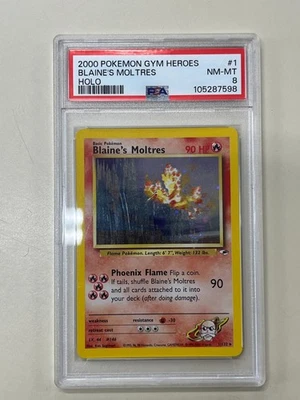 2000 POKEMON GYM HEROES #1
BLAINE'S MOLTRES NM-MT
HOLO 8
PSA 105287598
Basic Pokémon
Blaine's Moltres 90 HP
Flame Pokémon. Length: 6' 7", Weight: 132 lbs.
Phoenix Flame Flip a coin.
If tails, shuffle Blaine's Moltres
and all cards attached to it into
your deck (after doing damage).
90
weakness resistance -30
retreat cost